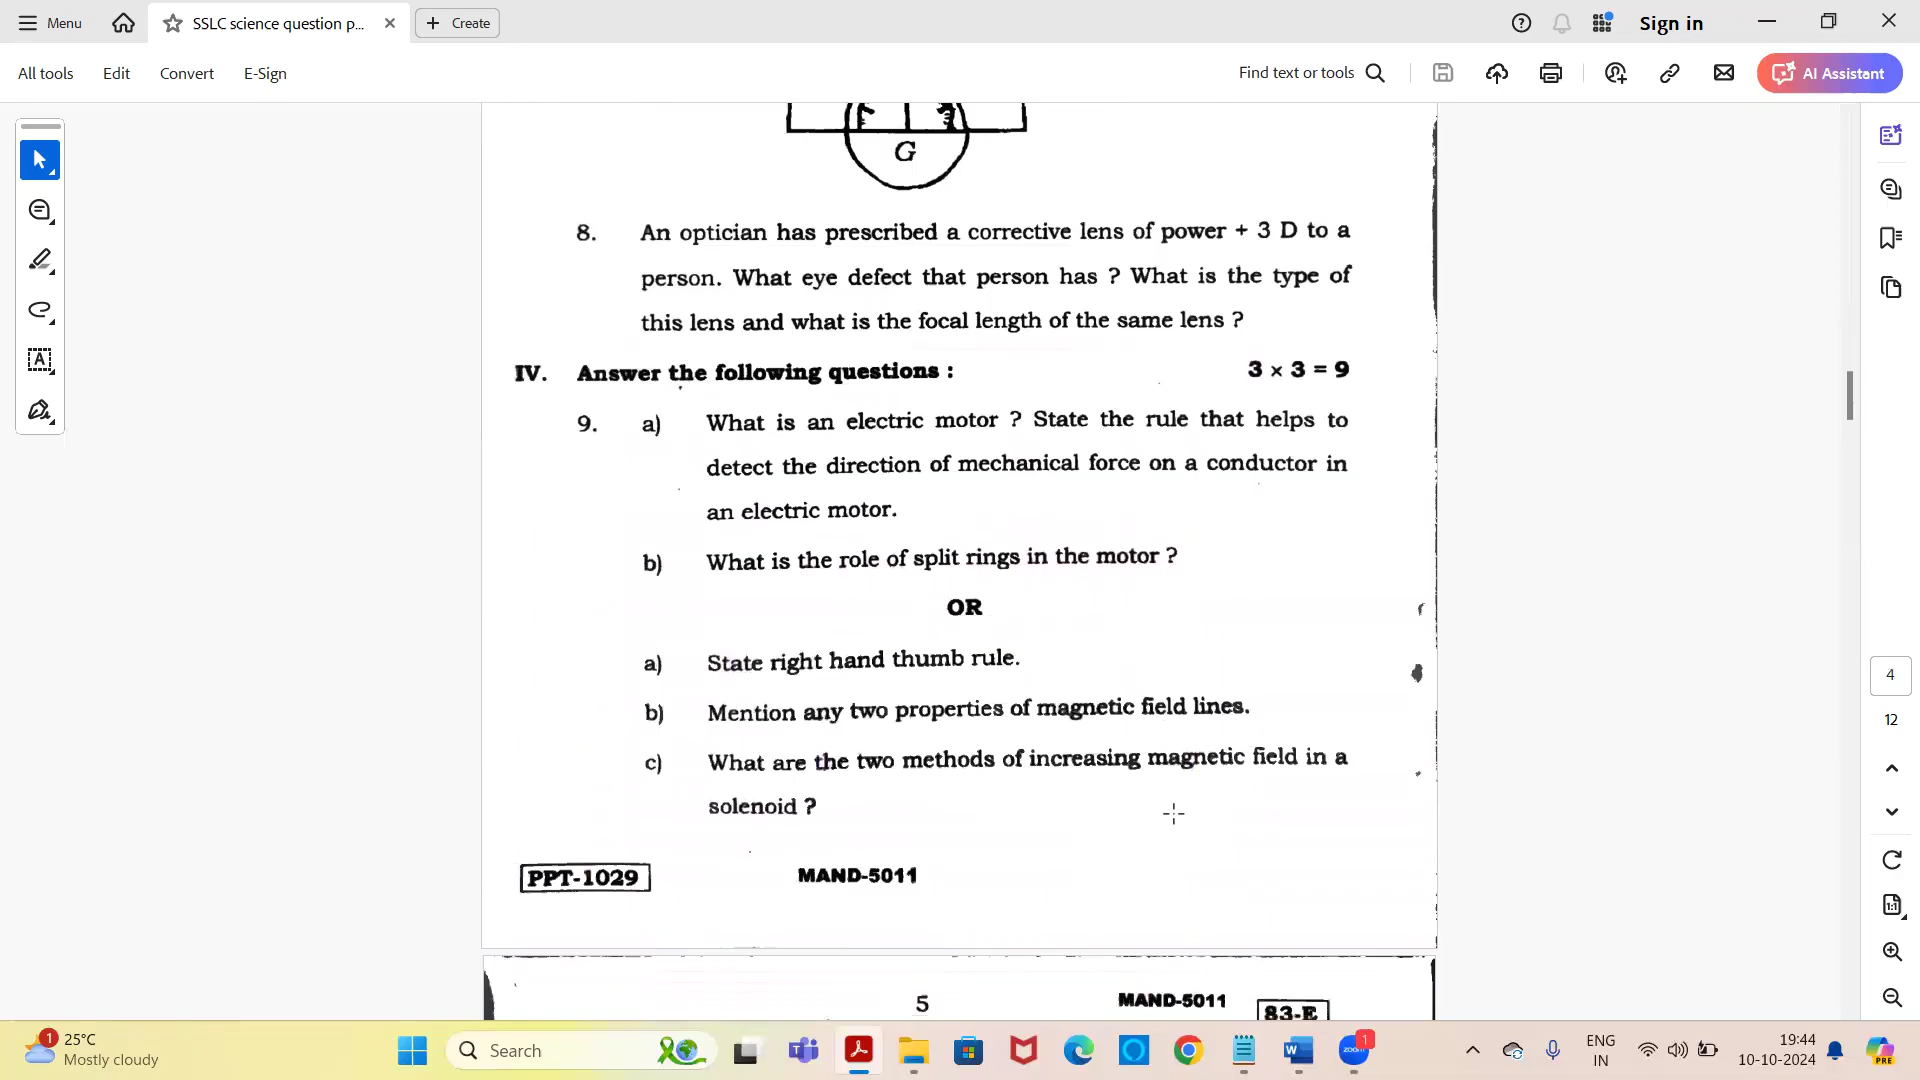 Menu
SSLC science question p...
Create
Sign in
All tools
Edit
Convert
E-Sign
Find text or tools
AI Assistant
G
8. An optician has prescribed a corrective lens of power + 3 D to a
person. What eye defect that person has ? What is the type of
this lens and what is the focal length of the same lens ?
IV. Answer the following questions : 3 × 3 = 9
9. a) What is an electric motor ? State the rule that helps to
detect the direction of mechanical force on a conductor in
an electric motor.
b) What is the role of split rings in the motor ?
OR
a) State right hand thumb rule.
b) Mention any two properties of magnetic field lines.
c) What are the two methods of increasing magnetic field in a
solenoid ?
PPT-1029 MAND-5011
5 MAND-5011 83-E
4
12
1:1
1
25°C
Mostly cloudy
Search
zoom
1
ENG
IN
19:44
10-10-2024
PRE